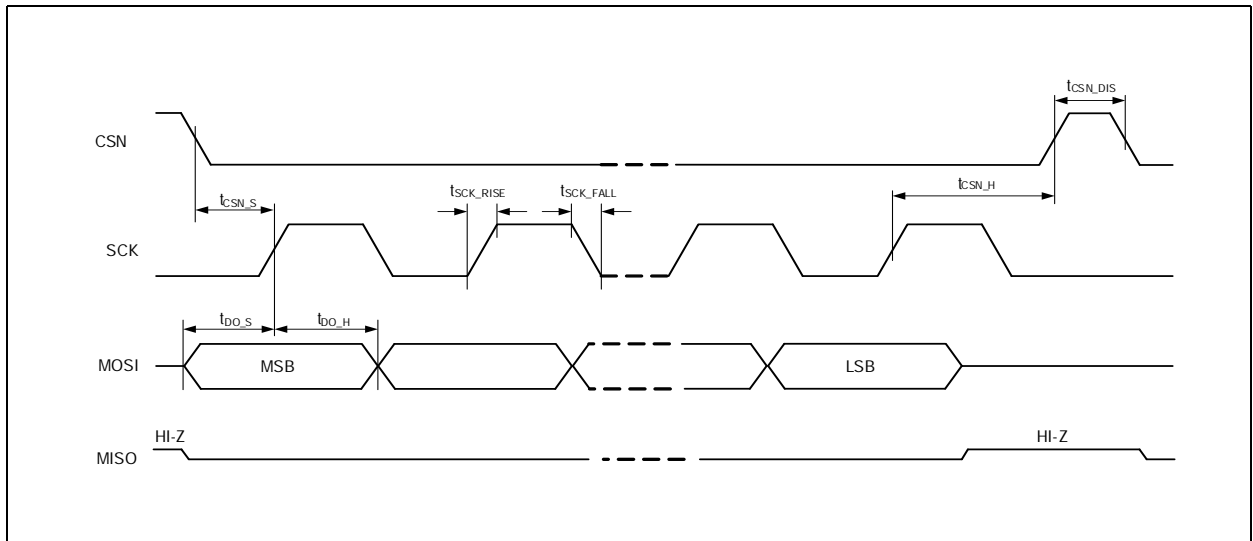 tCSN_DIS
CSN
tCSN_S
tSCK_RISE
tSCK_FALL
tCSN_H
SCK
tDO_S
tDO_H
MOSI
MSB
LSB
HI-Z
HI-Z
MISO